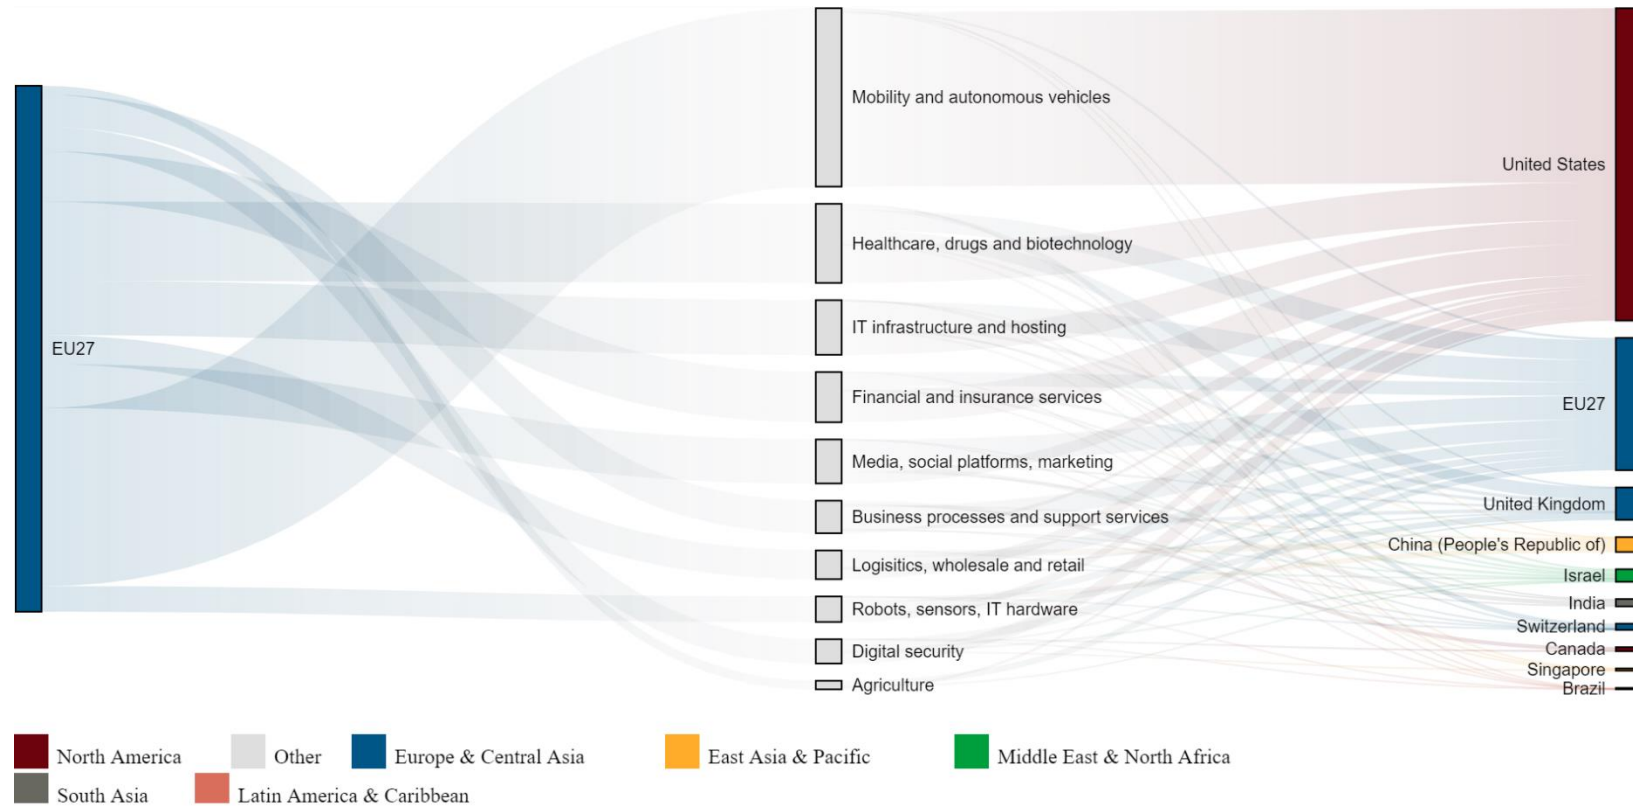 EU27
Mobility and autonomous vehicles
Healthcare, drugs and biotechnology
IT infrastructure and hosting
Financial and insurance services
Media, social platforms, marketing
Business processes and support services
Logisitics, wholesale and retail
Robots, sensors, IT hardware
Digital security
Agriculture
United States
EU27
United Kingdom
China (People's Republic of)
Israel
India
Switzerland
Canada
Singapore
Brazil
North America
Other
Europe & Central Asia
East Asia & Pacific
Middle East & North Africa
South Asia
Latin America & Caribbean